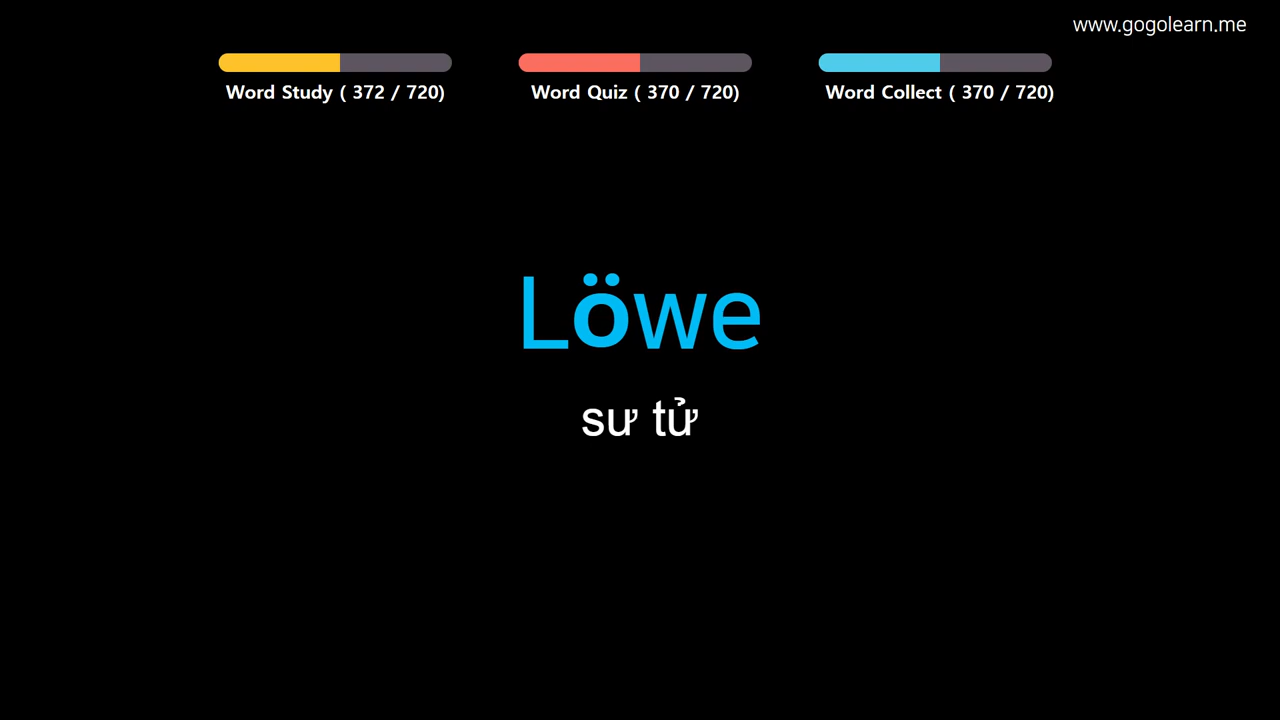 www.gogolearn.me
Word Study ( 372 / 720)
Word Quiz ( 370 / 720)
Word Collect ( 370 / 720)
Löwe
sư tử